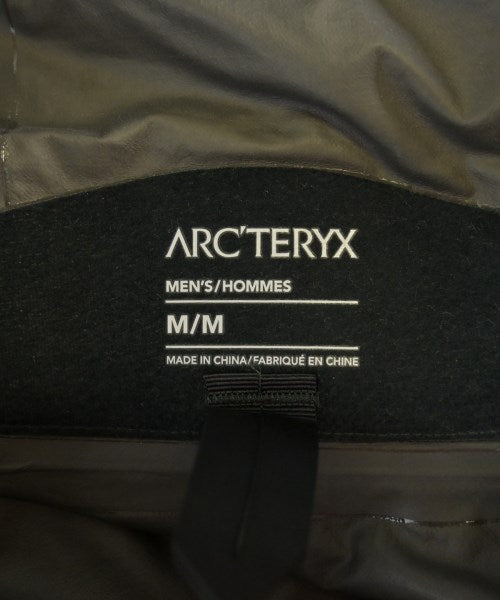 ARC'TERYX
MEN'S/HOMMES
M/M
MADE IN CHINA/FABRIQUÉ EN CHINE